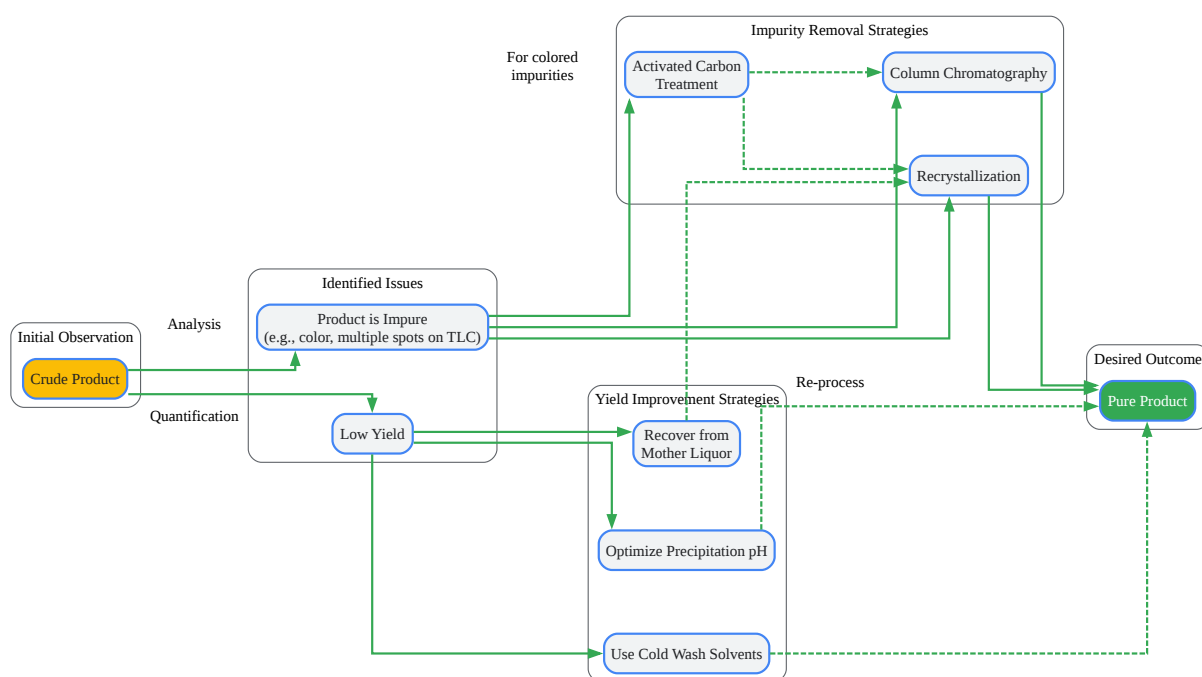 Impurity Removal Strategies
For colored
impurities
Activated Carbon
Treatment
Column Chromatography
Recrystallization
Identified Issues
Analysis
Product is Impure
(e.g., color, multiple spots on TLC)
Initial Observation
Crude Product
Quantification
Low Yield
Yield Improvement Strategies
Re-process
Recover from
Mother Liquor
Optimize Precipitation pH
Use Cold Wash Solvents
Desired Outcome
Pure Product